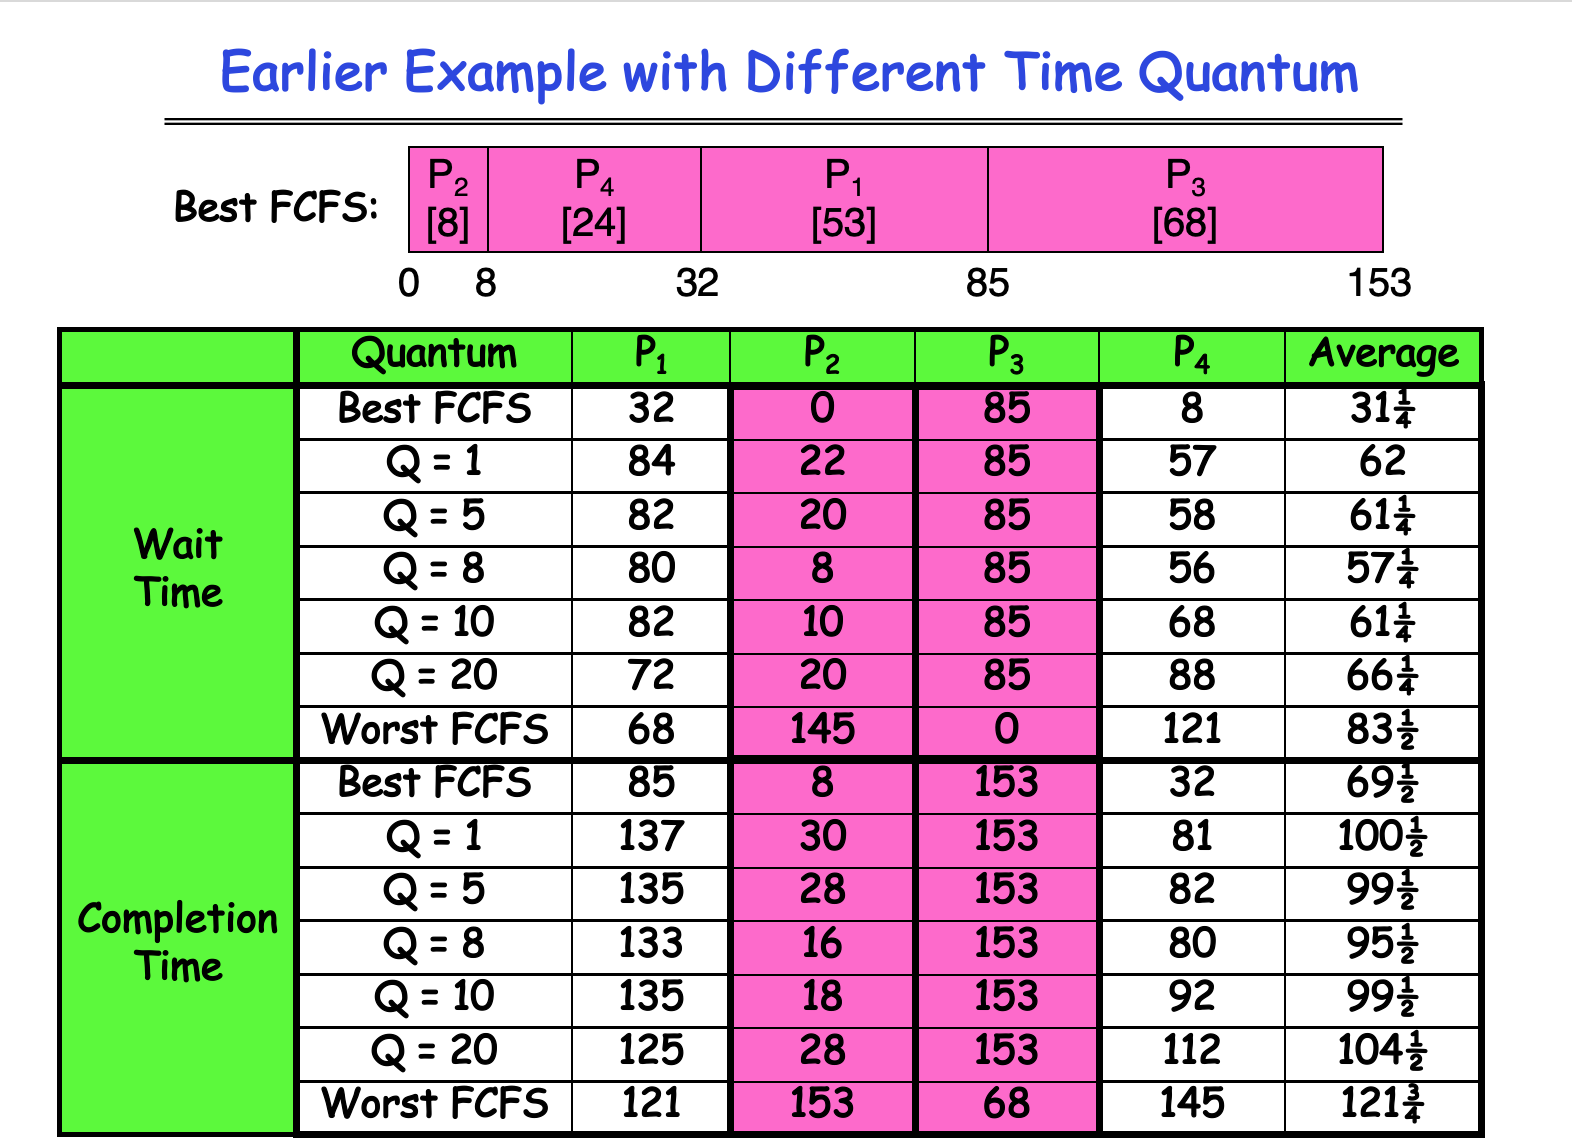 Earlier Example with Different Time Quantum
Best FCFS:
P₂ P₄ P₁ P₃
[8] [24] [53] [68]
0 8 32 85 153
Quantum P₁ P₂ P₃ P₄ Average
Wait Time
Best FCFS 32 0 85 8 31¼
Q = 1 84 22 85 57 62
Q = 5 82 20 85 58 61¼
Q = 8 80 8 85 56 57¼
Q = 10 82 10 85 68 61¼
Q = 20 72 20 85 88 66¼
Worst FCFS 68 145 0 121 83½
Completion Time
Best FCFS 85 8 153 32 69½
Q = 1 137 30 153 81 100½
Q = 5 135 28 153 82 99½
Q = 8 133 16 153 80 95½
Q = 10 135 18 153 92 99½
Q = 20 125 28 153 112 104½
Worst FCFS 121 153 68 145 121¾